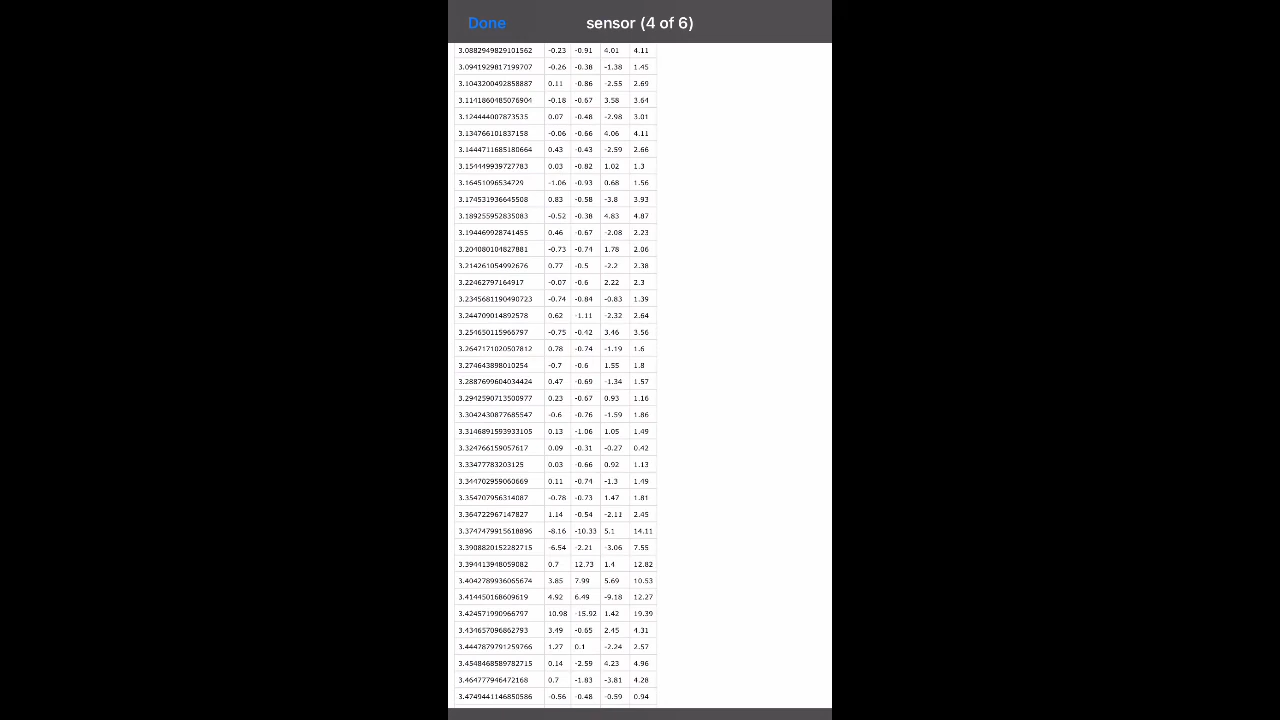 Done sensor (4 of 6)
3.0882949829101562 -0.23 -0.91 4.01 4.11
3.0941929817199707 -0.26 -0.38 -1.38 1.45
3.1043200492858887 0.11 -0.86 -2.55 2.69
3.1141860485076904 -0.18 -0.67 3.58 3.64
3.124444007873535 0.07 -0.48 -2.98 3.01
3.134766101837158 -0.06 -0.66 4.06 4.11
3.1444711685180664 0.43 -0.43 -2.59 2.66
3.154449939727783 0.03 -0.82 1.02 1.3
3.16451096534729 -1.06 -0.93 0.68 1.56
3.174531936645508 0.83 -0.58 -3.8 3.93
3.189255952835083 -0.52 -0.38 4.83 4.87
3.194469928741455 0.46 -0.67 -2.08 2.23
3.204080104827881 -0.73 -0.74 1.78 2.06
3.214261054992676 0.77 -0.5 -2.2 2.38
3.22462797164917 -0.07 -0.6 2.22 2.3
3.2345681190490723 -0.74 -0.84 -0.83 1.39
3.244709014892578 0.62 -1.11 -2.32 2.64
3.254650115966797 -0.75 -0.42 3.46 3.56
3.2647171020507812 0.78 -0.74 -1.19 1.6
3.274643898010254 -0.7 -0.6 1.55 1.8
3.2887699604034424 0.47 -0.69 -1.34 1.57
3.2942590713500977 0.23 -0.67 0.93 1.16
3.3042430877685547 -0.6 -0.76 -1.59 1.86
3.3146891593933105 0.13 -1.06 1.05 1.49
3.324766159057617 0.09 -0.31 -0.27 0.42
3.33477783203125 0.03 -0.66 0.92 1.13
3.344702959060669 0.11 -0.74 -1.3 1.49
3.354707956314087 -0.78 -0.73 1.47 1.81
3.364722967147827 1.14 -0.54 -2.11 2.45
3.3747479915618896 -8.16 -10.33 5.1 14.11
3.3908820152282715 -6.54 -2.21 -3.06 7.55
3.394413948059082 0.7 12.73 1.4 12.82
3.4042789936065674 3.85 7.99 5.69 10.53
3.414450168609619 4.92 6.49 -9.18 12.27
3.424571990966797 10.98 -15.92 1.42 19.39
3.434657096862793 3.49 -0.65 2.45 4.31
3.4447879791259766 1.27 0.1 -2.24 2.57
3.4548468589782715 0.14 -2.59 4.23 4.96
3.464777946472168 0.7 -1.83 -3.81 4.28
3.4749441146850586 -0.56 -0.48 -0.59 0.94